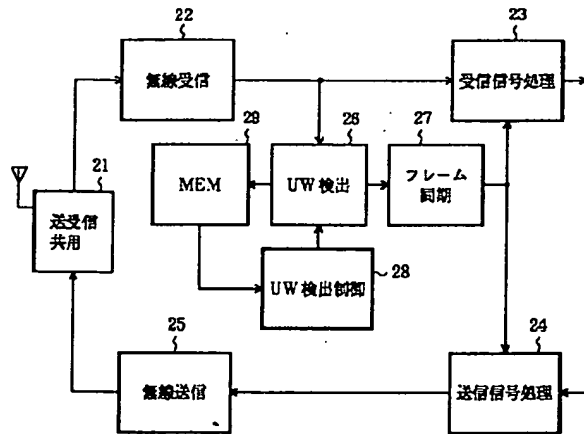 22
無線受信
23
受信信号処理
29
MEM
26
UW検出
27
フレーム
同期
21
送受信
共用
UW検出制御
28
25
無線送信
24
送信信号処理